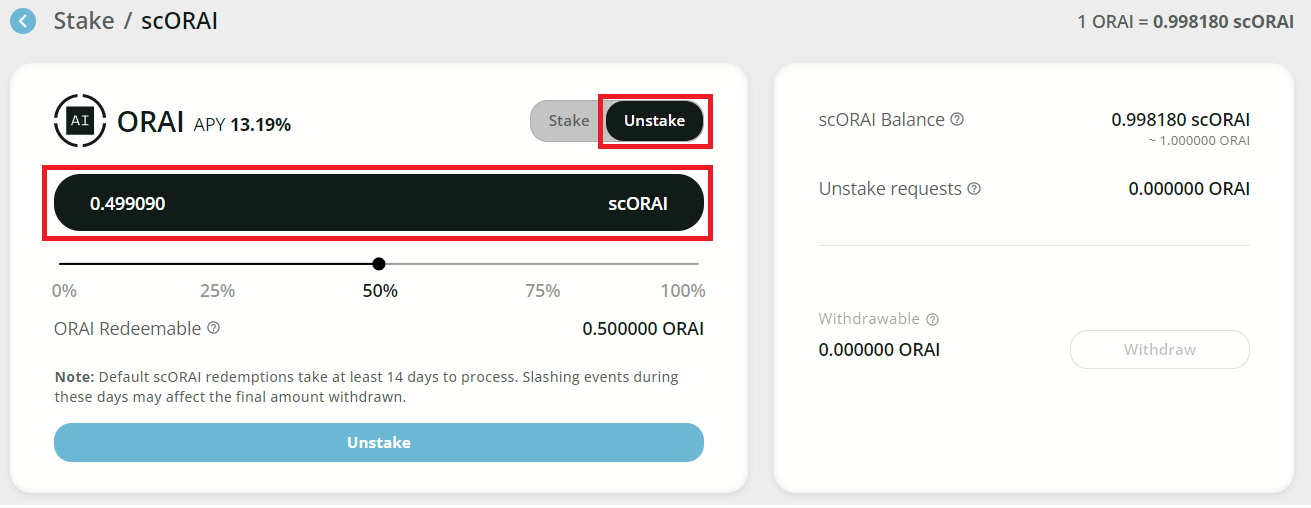 Stake / scORAI
1 ORAI = 0.998180 scORAI
AI
ORAI APY 13.19%
Stake
Unstake
0.499090
scORAI
0%
25%
50%
75%
100%
ORAI Redeemable ?
0.500000 ORAI
Note: Default scORAI redemptions take at least 14 days to process. Slashing events during
these days may affect the final amount withdrawn.
Unstake
scORAI Balance ?
0.998180 scORAI
~ 1.000000 ORAI
Unstake requests ?
0.000000 ORAI
Withdrawable ?
0.000000 ORAI
Withdraw